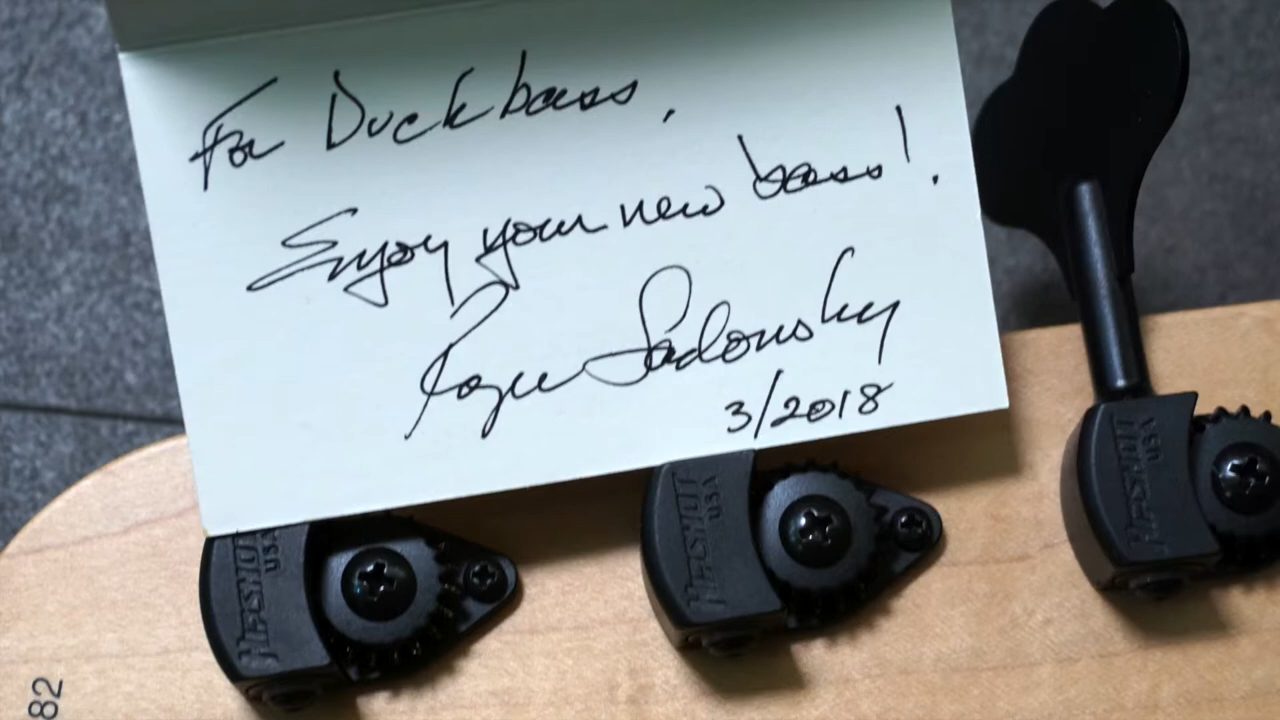 For Duckbass,
Enjoy your new bass!
Roger Sadowsky
3/2018
HIPSHOT
USA
HIPSHOT
USA
HIPSHOT
USA
82